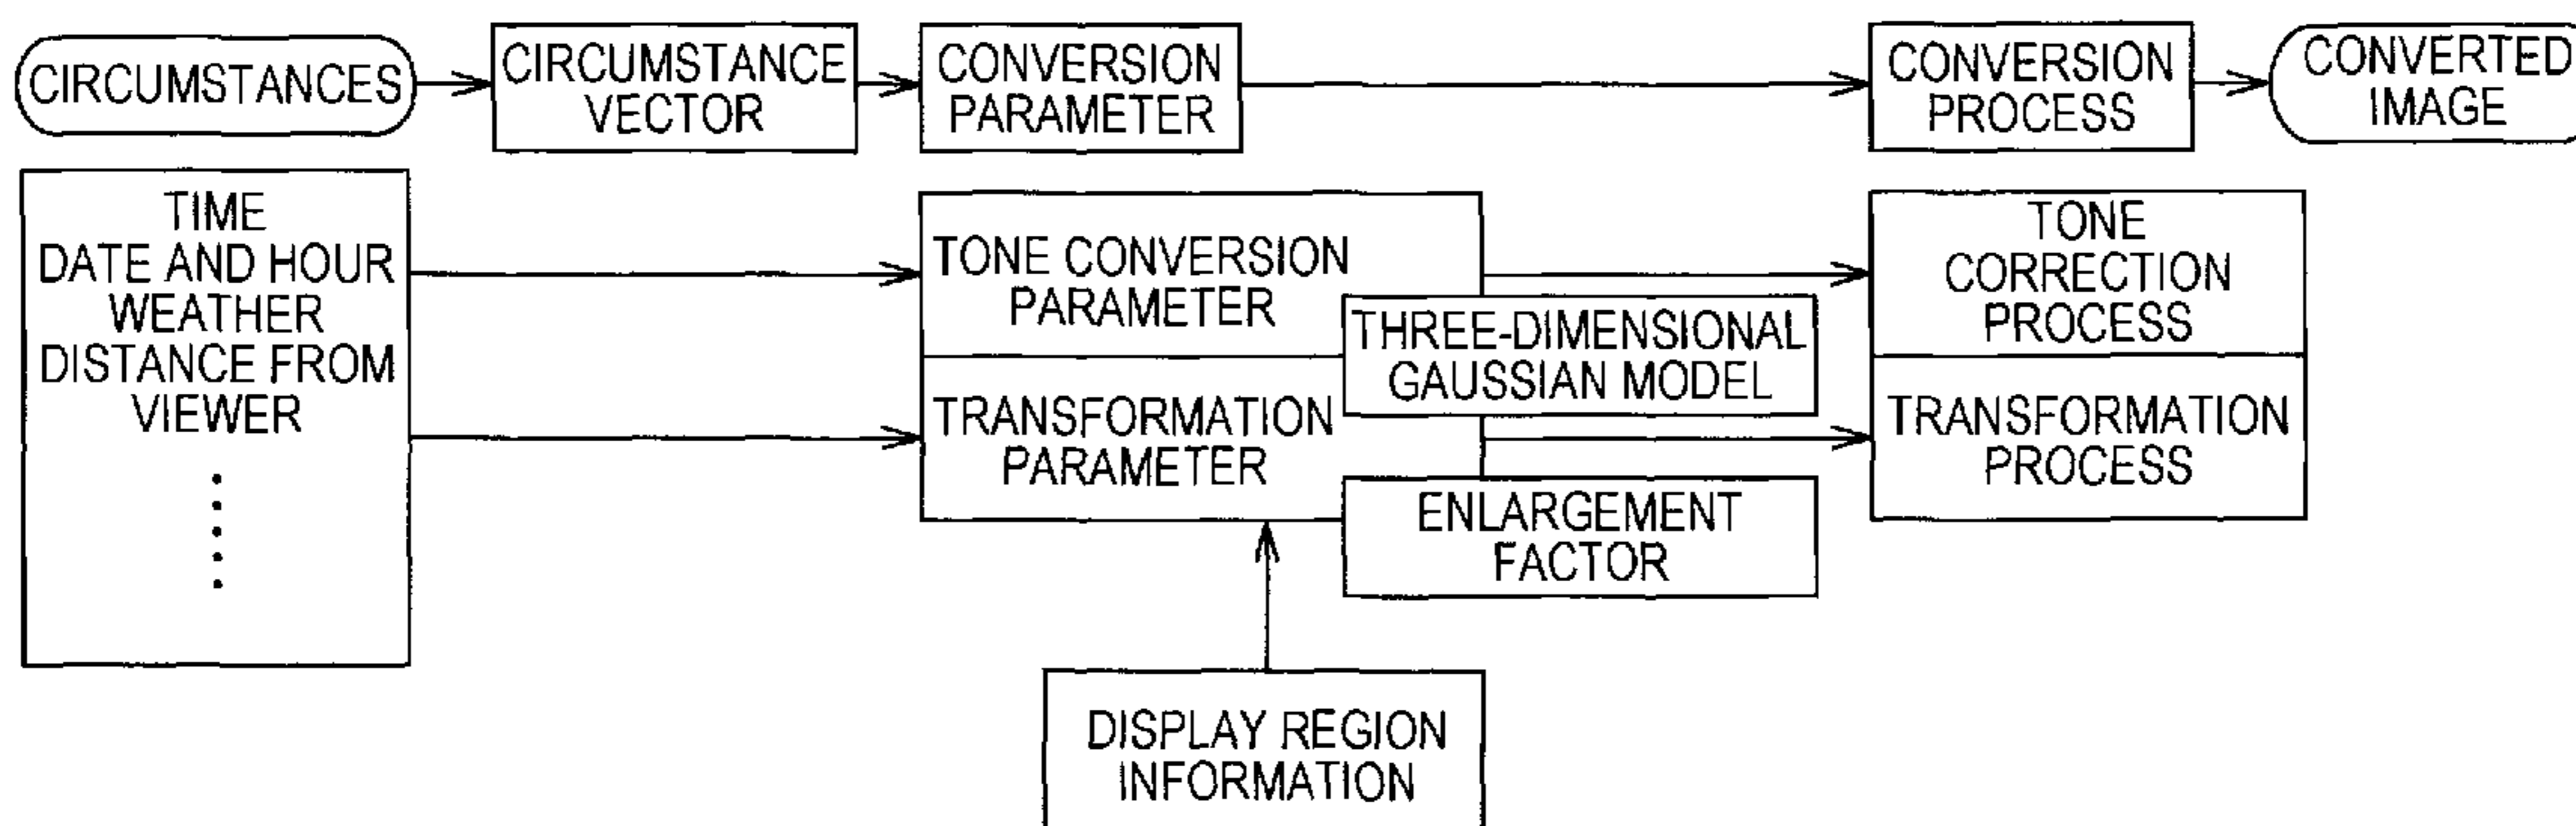 CIRCUMSTANCES
CIRCUMSTANCE
VECTOR
CONVERSION
PARAMETER
CONVERSION
PROCESS
CONVERTED
IMAGE
TIME
DATE AND HOUR
WEATHER
DISTANCE FROM
VIEWER
TONE CONVERSION
PARAMETER
THREE-DIMENSIONAL
GAUSSIAN MODEL
TRANSFORMATION
PARAMETER
ENLARGEMENT
FACTOR
TONE
CORRECTION
PROCESS
TRANSFORMATION
PROCESS
DISPLAY REGION
INFORMATION